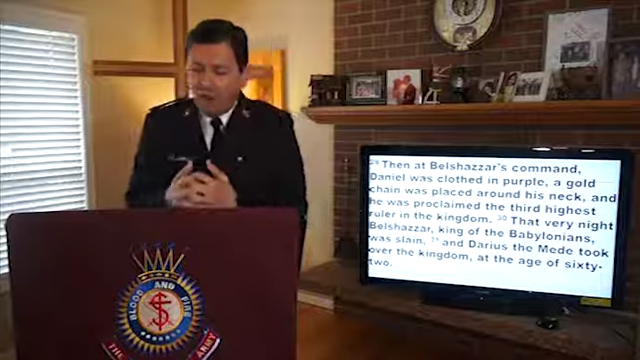 29 Then at Belshazzar's command,
Daniel was clothed in purple, a gold
chain was placed around his neck, and
he was proclaimed the third highest
ruler in the kingdom. 30 That very night
Belshazzar, king of the Babylonians,
was slain, 31 and Darius the Mede took
over the kingdom, at the age of sixty-
two.
BLOOD AND FIRE
S
THE
ARMY